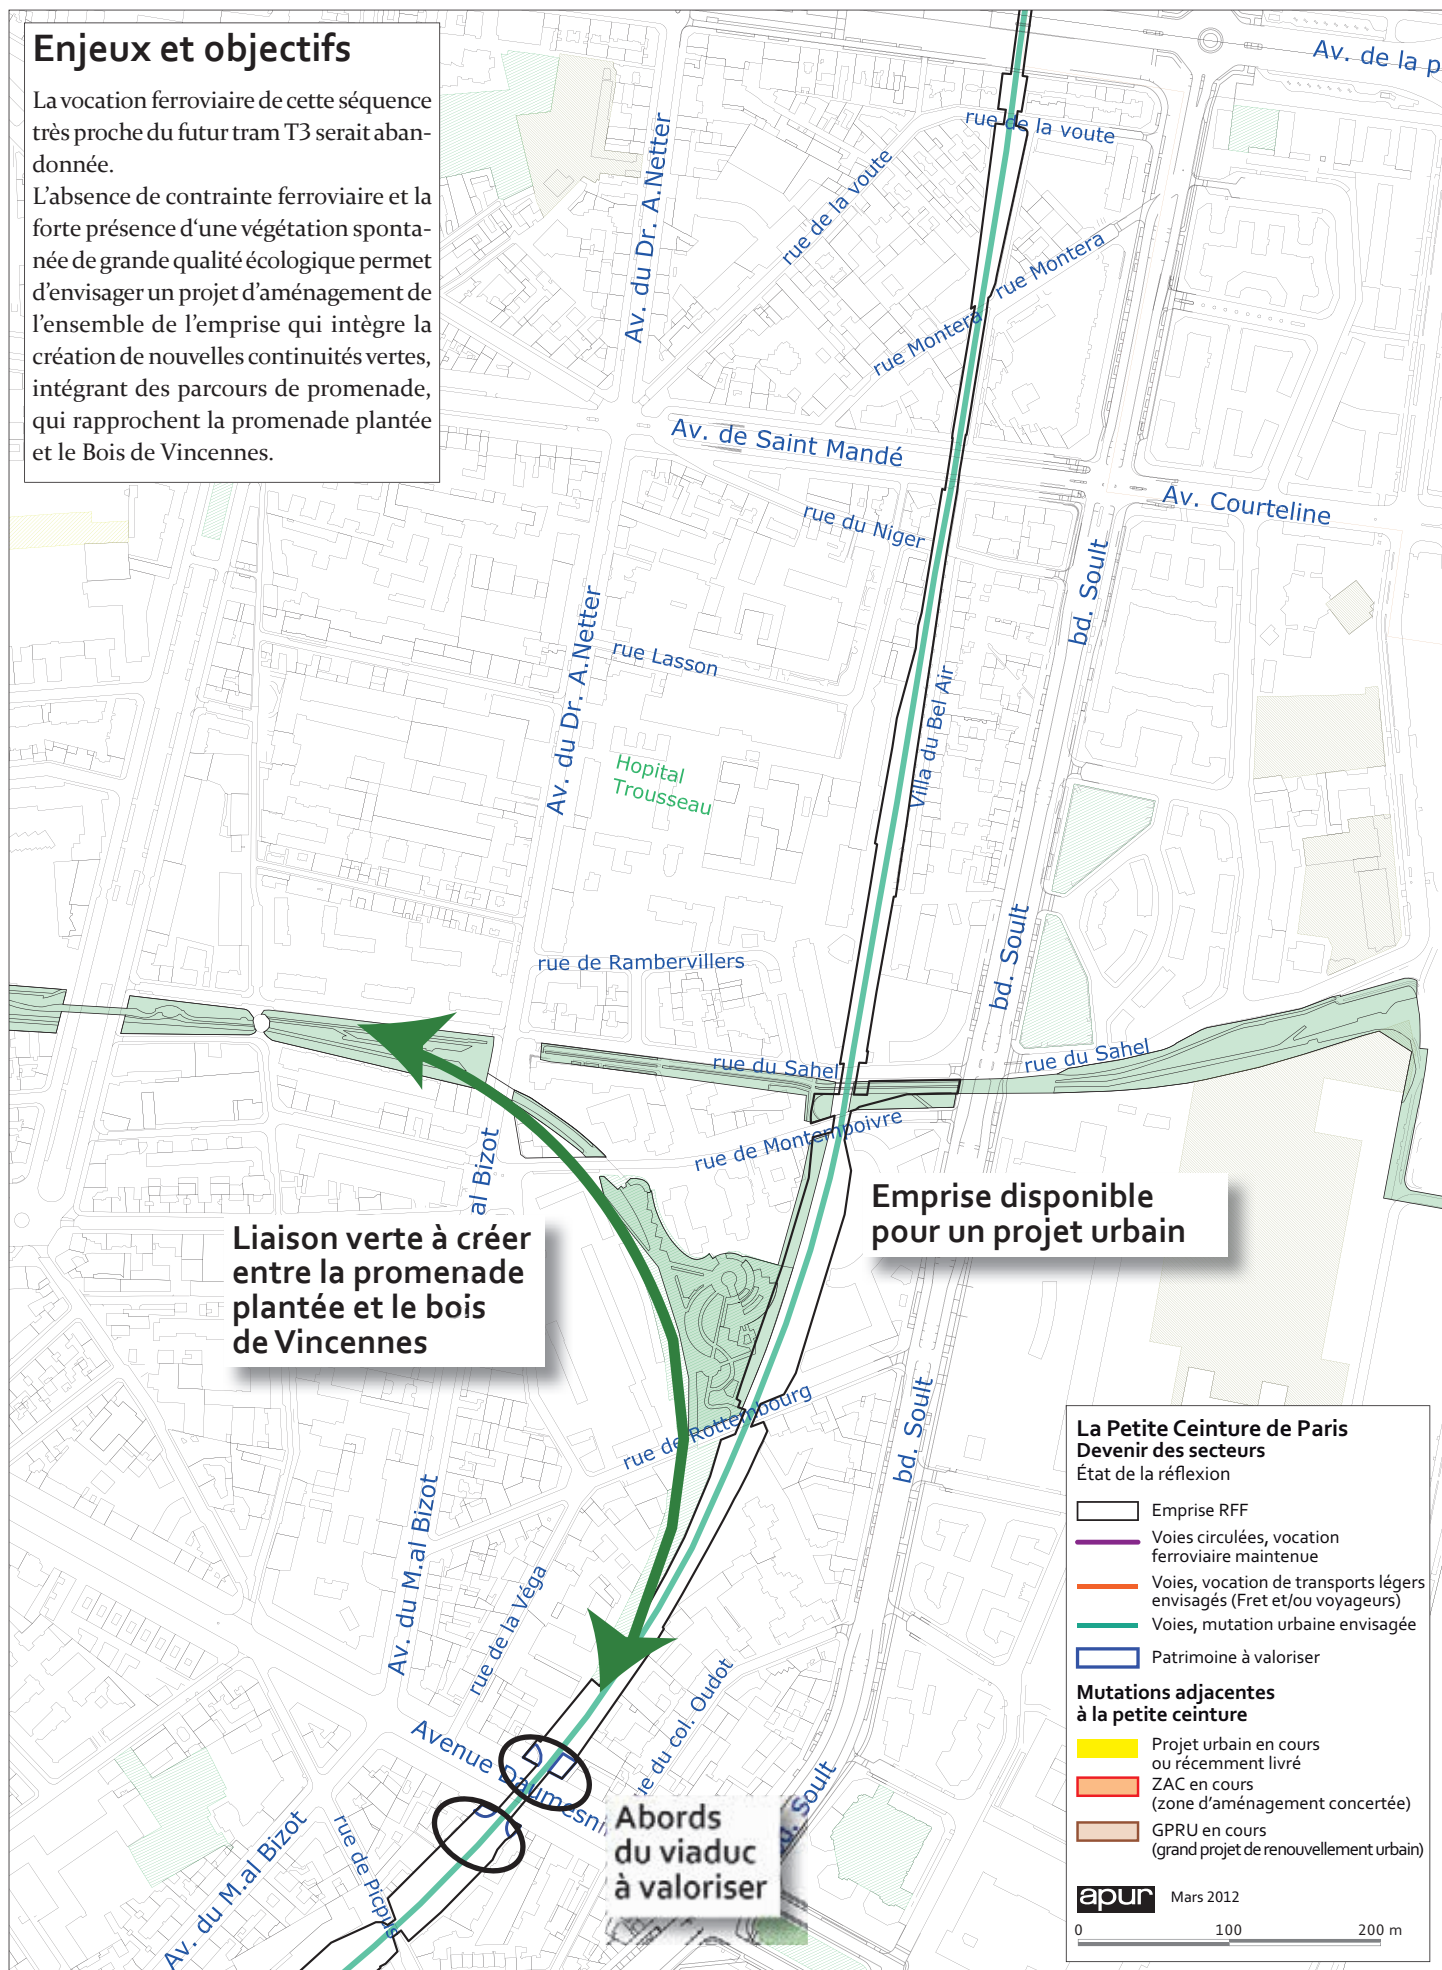 Enjeux et objectifs
La vocation ferroviaire de cette séquence
très proche du futur tram T3 serait aban-
donnée.
L'absence de contrainte ferroviaire et la
forte présence d‘une végétation sponta-
née de grande qualité écologique permet
d'envisager un projet d'aménagement de
l'ensemble de l'emprise qui intègre la
création de nouvelles continuités vertes,
intégrant des parcours de promenade,
qui rapprochent la promenade plantée
et le Bois de Vincennes.
Av. de la p
rue de la voute
rue de la voute
Av. du Dr. A.Netter
rue Montera
rue Montera
Av. de Saint Mandé
Av. Courteline
rue du Niger
bd. Soult
Av. du Dr. A.Netter
rue Lasson
Villa du Bel Air
Hopital
Trousseau
bd. Soult
rue de Rambervillers
rue du Sahel
rue du Sahel
rue de Montempoivre
al Bizot
Emprise disponible
pour un projet urbain
Liaison verte à créer
entre la promenade
plantée et le bois
de Vincennes
rue de Rottembourg
bd. Soult
Av. du M.al Bizot
rue de la Véga
rue du col. Oudot
Avenue Daumesni
bd. Soult
Abords
du viaduc
à valoriser
rue de Picpus
Av. du M.al Bizot
La Petite Ceinture de Paris
Devenir des secteurs
État de la réflexion
Emprise RFF
Voies circulées, vocation
ferroviaire maintenue
Voies, vocation de transports légers
envisagés (Fret et/ou voyageurs)
Voies, mutation urbaine envisagée
Patrimoine à valoriser
Mutations adjacentes
à la petite ceinture
Projet urbain en cours
ou récemment livré
ZAC en cours
(zone d'aménagement concertée)
GPRU en cours
(grand projet de renouvellement urbain)
apur Mars 2012
0 100 200 m